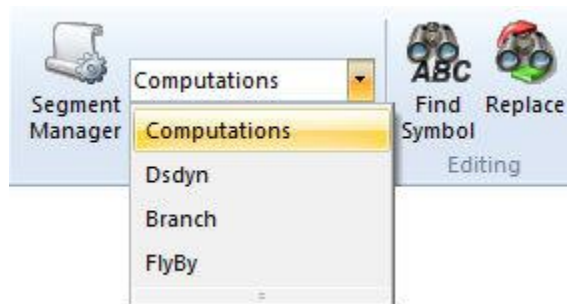 Segment
Manager
Computations
Computations
Dsdyn
Branch
FlyBy
ABC
Find
Symbol
Replace
Editing